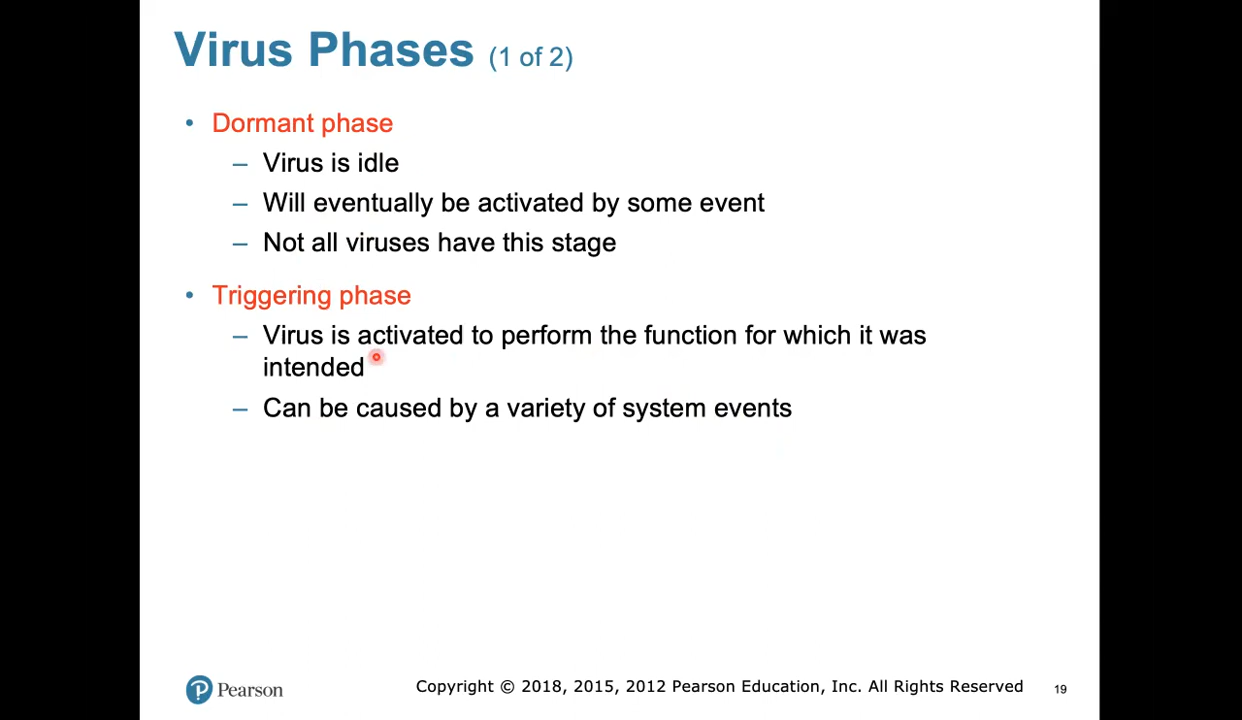 Virus Phases (1 of 2)
• Dormant phase
– Virus is idle
– Will eventually be activated by some event
– Not all viruses have this stage
• Triggering phase
– Virus is activated to perform the function for which it was
intended
– Can be caused by a variety of system events
Pearson
Copyright © 2018, 2015, 2012 Pearson Education, Inc. All Rights Reserved
19